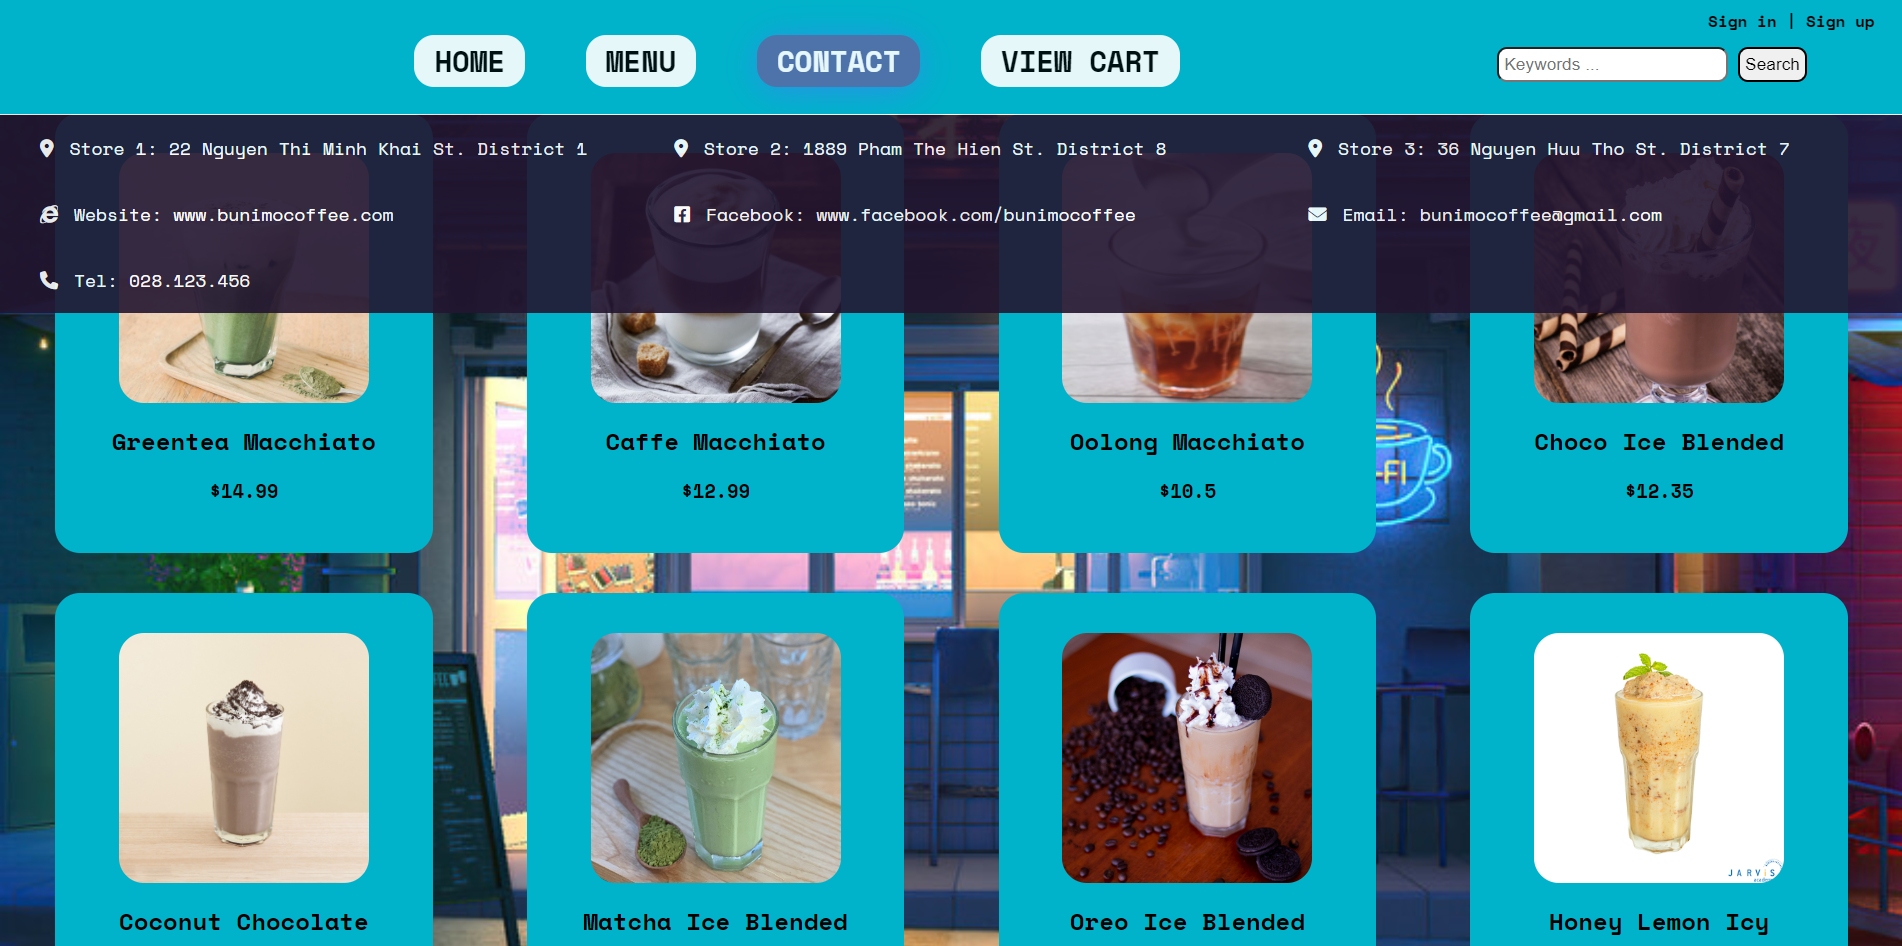 Sign in | Sign up
HOME MENU CONTACT VIEW CART
Keywords ... Search
Store 1: 22 Nguyen Thi Minh Khai St. District 1
Store 2: 1889 Pham The Hien St. District 8
Store 3: 36 Nguyen Huu Tho St. District 7
Website: www.bunimocoffee.com
Facebook: www.facebook.com/bunimocoffee
Email: bunimocoffee@gmail.com
Tel: 028.123.456
Greentea Macchiato
$14.99
Caffe Macchiato
$12.99
Oolong Macchiato
$10.5
Choco Ice Blended
$12.35
-FI
JARVIS
Coconut Chocolate
Matcha Ice Blended
Oreo Ice Blended
Honey Lemon Icy